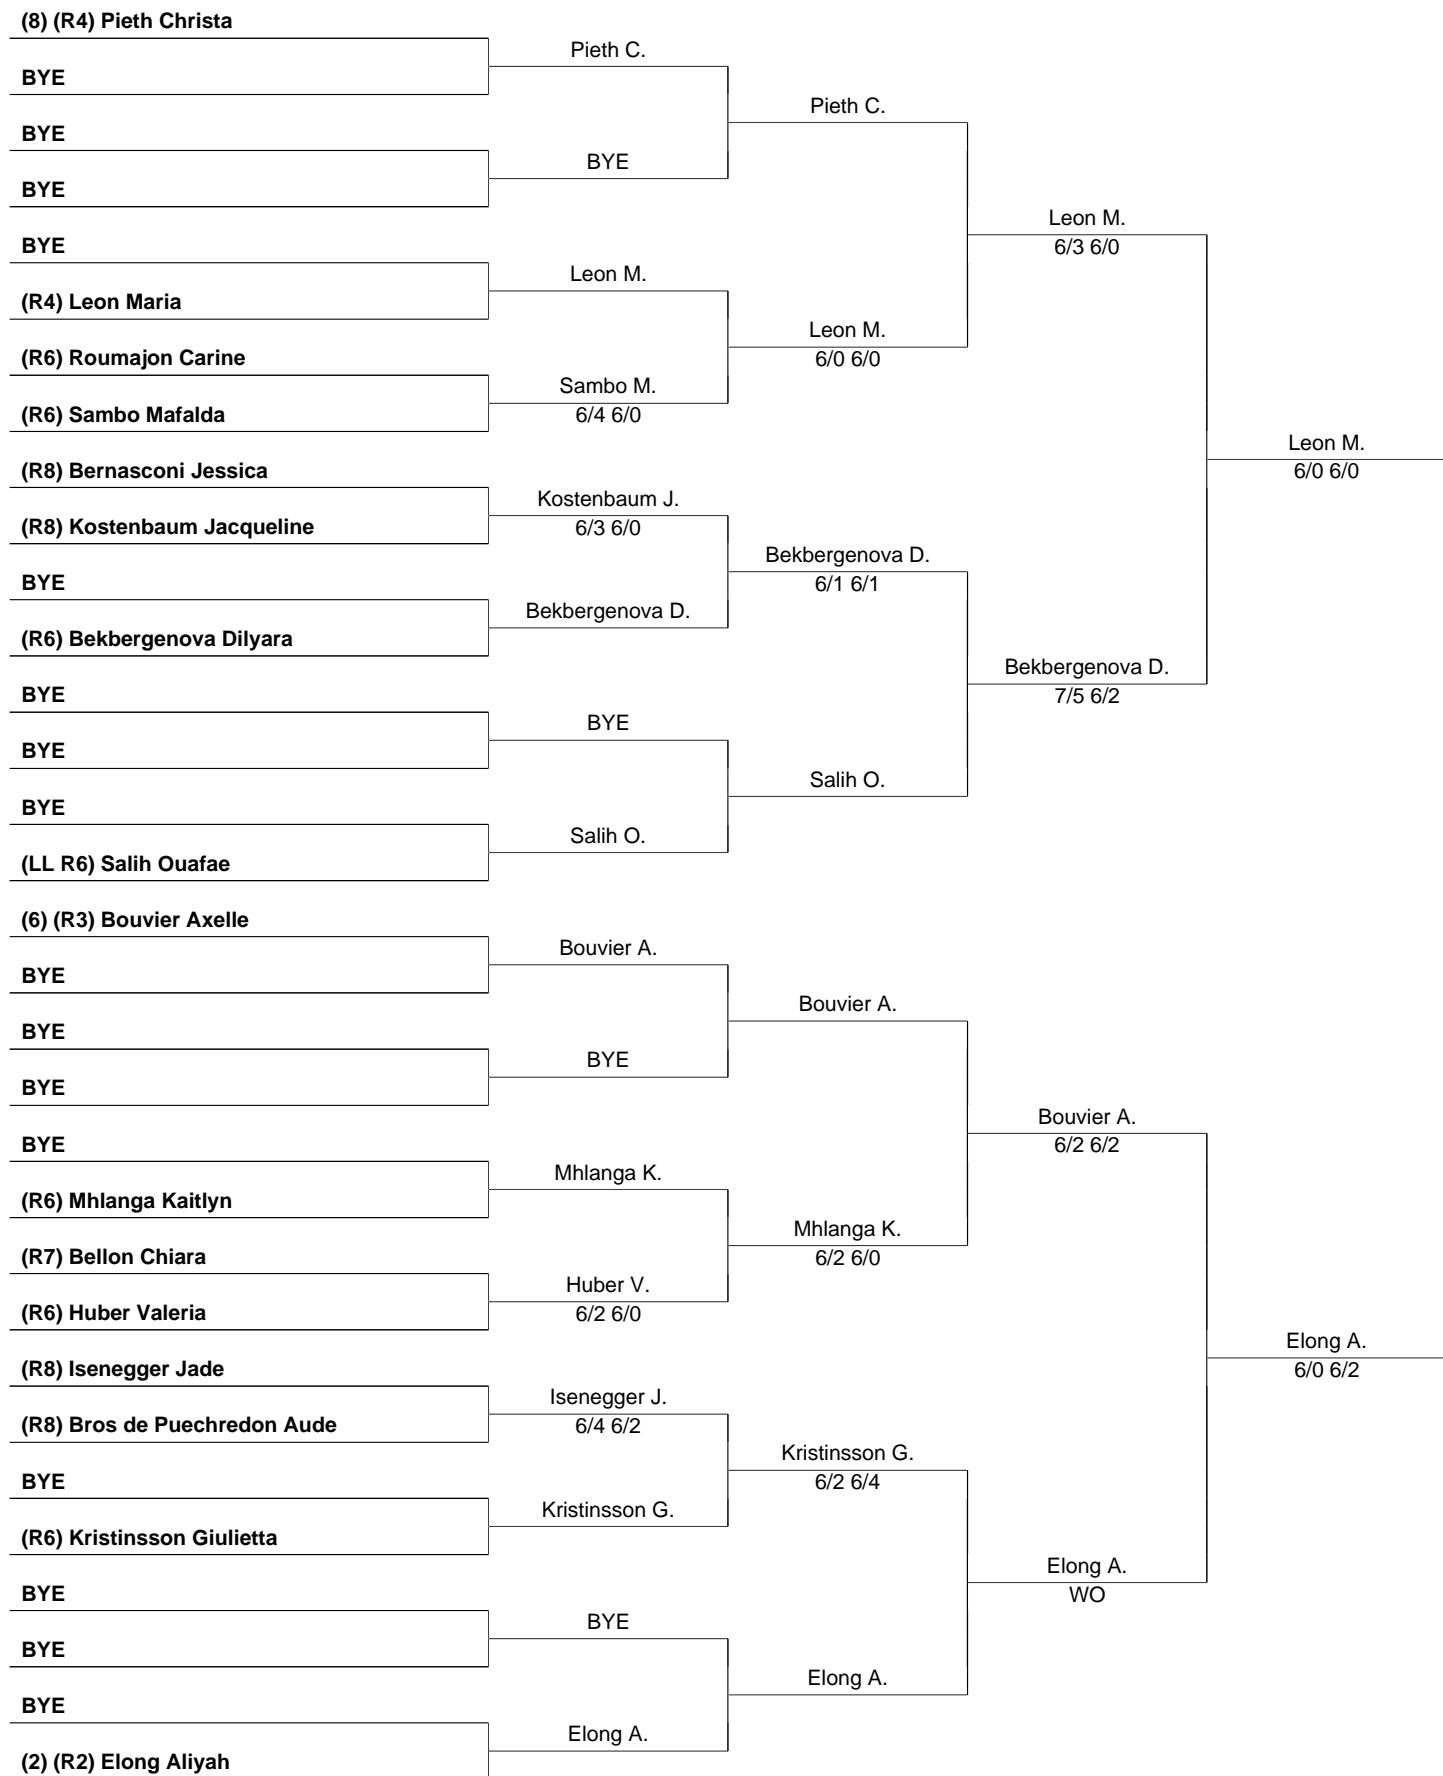 (8) (R4) Pieth Christa
Pieth C.
BYE
Pieth C.
BYE
BYE
BYE
Leon M.
BYE
6/3 6/0
Leon M.
(R4) Leon Maria
Leon M.
(R6) Roumajon Carine
6/0 6/0
Sambo M.
(R6) Sambo Mafalda
6/4 6/0
Leon M.
(R8) Bernasconi Jessica
6/0 6/0
Kostenbaum J.
(R8) Kostenbaum Jacqueline
6/3 6/0
Bekbergenova D.
BYE
6/1 6/1
Bekbergenova D.
(R6) Bekbergenova Dilyara
Bekbergenova D.
BYE
7/5 6/2
BYE
BYE
Salih O.
BYE
Salih O.
(LL R6) Salih Ouafae
(6) (R3) Bouvier Axelle
Bouvier A.
BYE
Bouvier A.
BYE
BYE
BYE
Bouvier A.
BYE
6/2 6/2
Mhlanga K.
(R6) Mhlanga Kaitlyn
Mhlanga K.
(R7) Bellon Chiara
6/2 6/0
Huber V.
(R6) Huber Valeria
6/2 6/0
Elong A.
(R8) Isenegger Jade
6/0 6/2
Isenegger J.
(R8) Bros de Puechredon Aude
6/4 6/2
Kristinsson G.
BYE
6/2 6/4
Kristinsson G.
(R6) Kristinsson Giulietta
Elong A.
BYE
WO
BYE
BYE
Elong A.
BYE
Elong A.
(2) (R2) Elong Aliyah